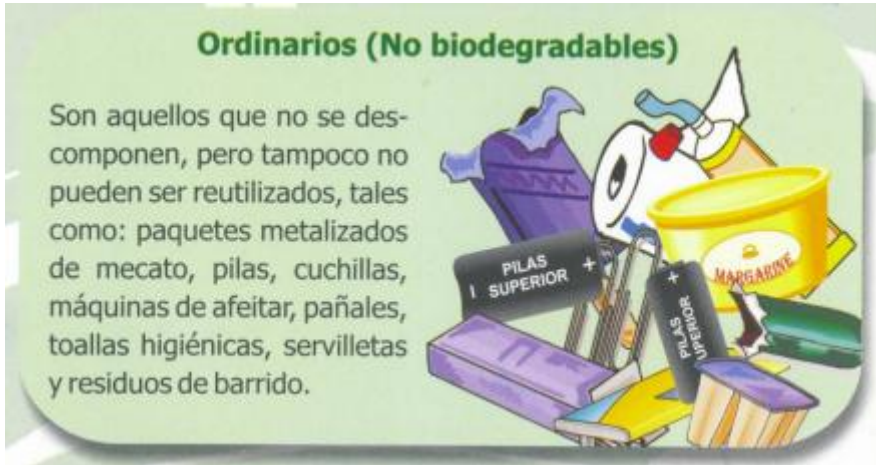 Ordinarios (No biodegradables)
Son aquellos que no se des-
componen, pero tampoco no
pueden ser reutilizados, tales
como: paquetes metalizados
de mecato, pilas, cuchillas,
máquinas de afeitar, pañales,
toallas higiénicas, servilletas
y residuos de barrido.
PILAS
SUPERIOR
+
I
MARGARINE
+
PILAS
UPERIOR